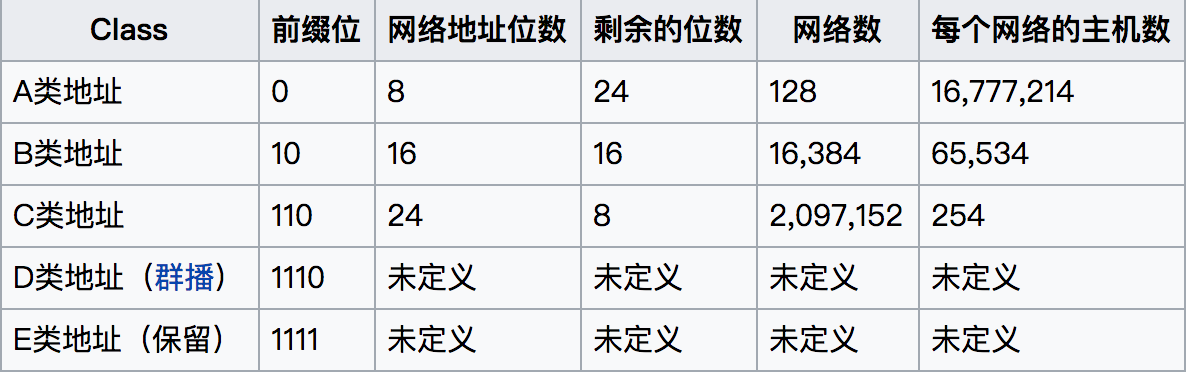 Class 前缀位 网络地址位数 剩余的位数 网络数 每个网络的主机数
A类地址 0 8 24 128 16,777,214
B类地址 10 16 16 16,384 65,534
C类地址 110 24 8 2,097,152 254
D类地址（群播） 1110 未定义 未定义 未定义 未定义
E类地址（保留） 1111 未定义 未定义 未定义 未定义